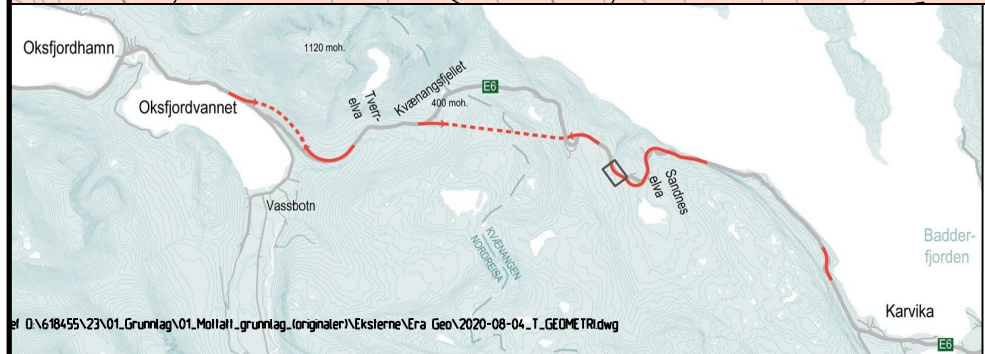 Oksfjordhamn
1120 moh.
Oksfjordvannet
Tverr-
elva
Kvænangsfjellet
400 moh.
E6
Vassbotn
KVÆNANGEN
NORDREISA
Sandnes
elva
Badder-
fjorden
Karvika
E6
ef O:\618455\23\01_Grunnlag\01_Mottatt_grunnlag_(originaler)\Eksterne\Era Geo\2020-08-04_T_GEOMETRI.dwg